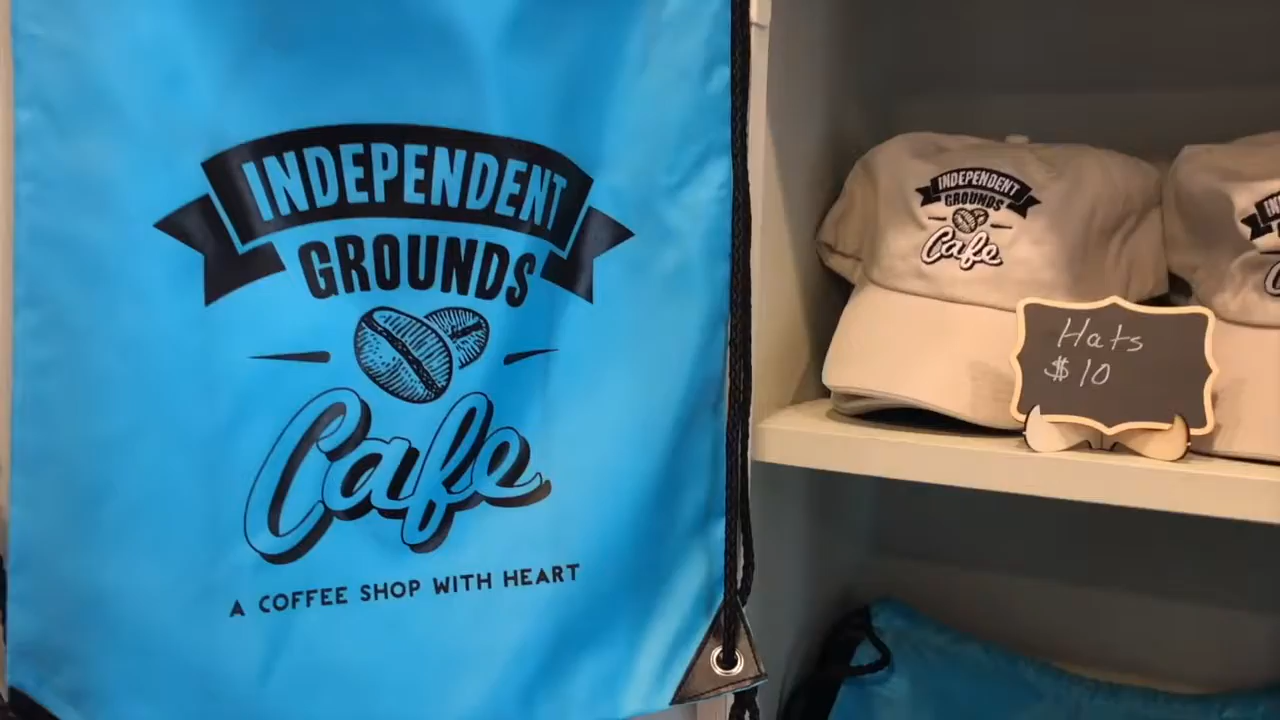 INDEPENDENT
GROUNDS
Cafe
A COFFEE SHOP WITH HEART
INDEPENDENT
GROUNDS
Cafe
Hats
$10